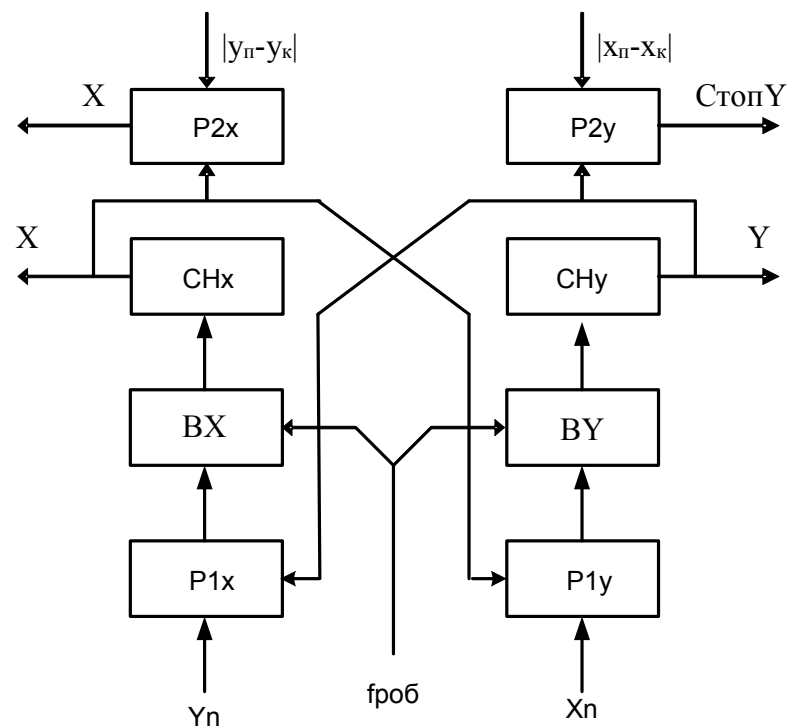 |yп-yк|
|xп-xк|
X
P2x
P2y
СтопY
X
CHx
CHy
Y
BX
BY
P1x
P1y
Yn
fроб
Xn